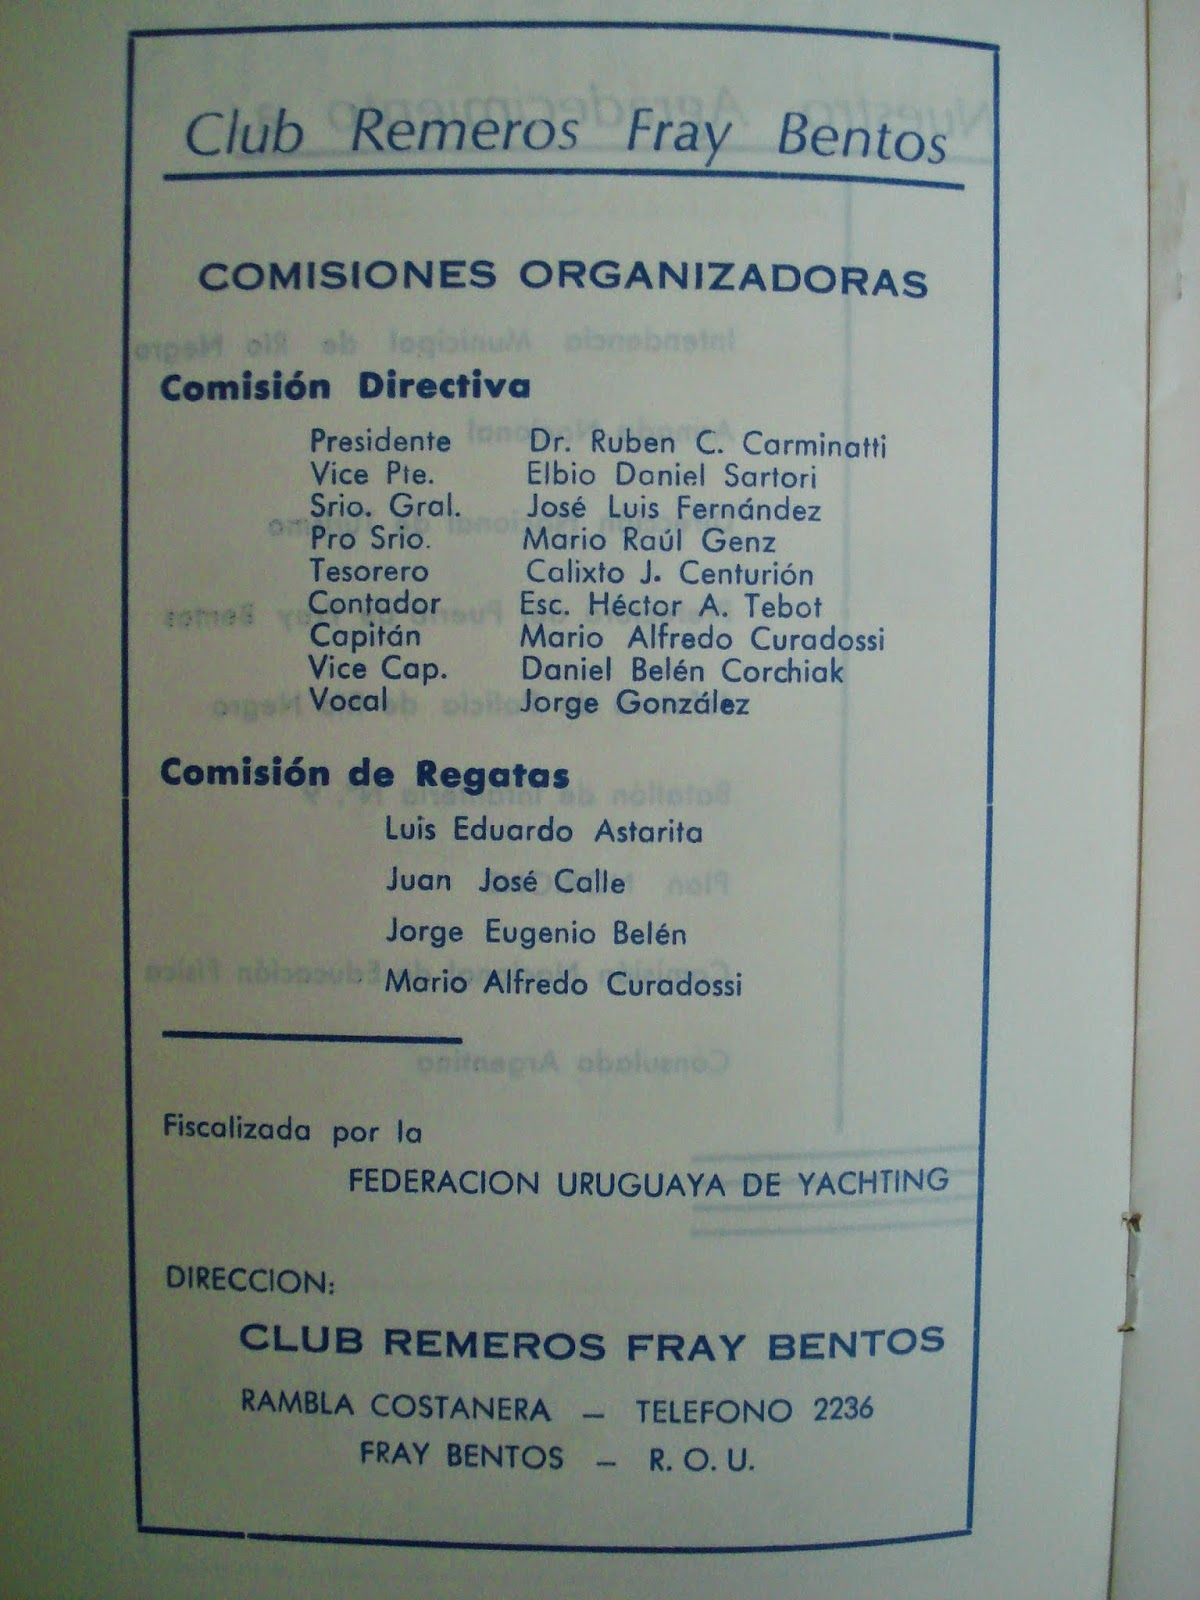 Club Remeros Fray Bentos
COMISIONES ORGANIZADORAS
Comisión Directiva
Presidente Dr. Ruben C. Carminatti
Vice Pte. Elbio Daniel Sartori
Srio. Gral. José Luis Fernández
Pro Srio. Mario Raúl Genz
Tesorero Calixto J. Centurión
Contador Esc. Héctor A. Tebot
Capitán Mario Alfredo Curadossi
Vice Cap. Daniel Belén Corchiak
Vocal Jorge González
Comisión de Regatas
Luis Eduardo Astarita
Juan José Calle
Jorge Eugenio Belén
Mario Alfredo Curadossi
Fiscalizada por la
FEDERACION URUGUAYA DE YACHTING
DIRECCION:
CLUB REMEROS FRAY BENTOS
RAMBLA COSTANERA — TELEFONO 2236
FRAY BENTOS — R. O. U.